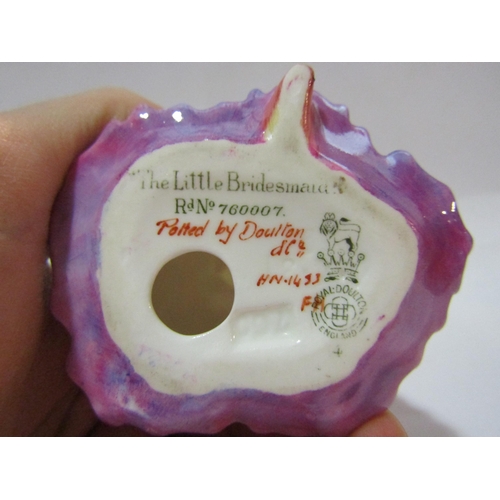 "The Little Bridesmaid"
Rd No 760007.
Potted by Doulton
& Co
HN-1433
ROYAL·DOULTON
ENGLAND